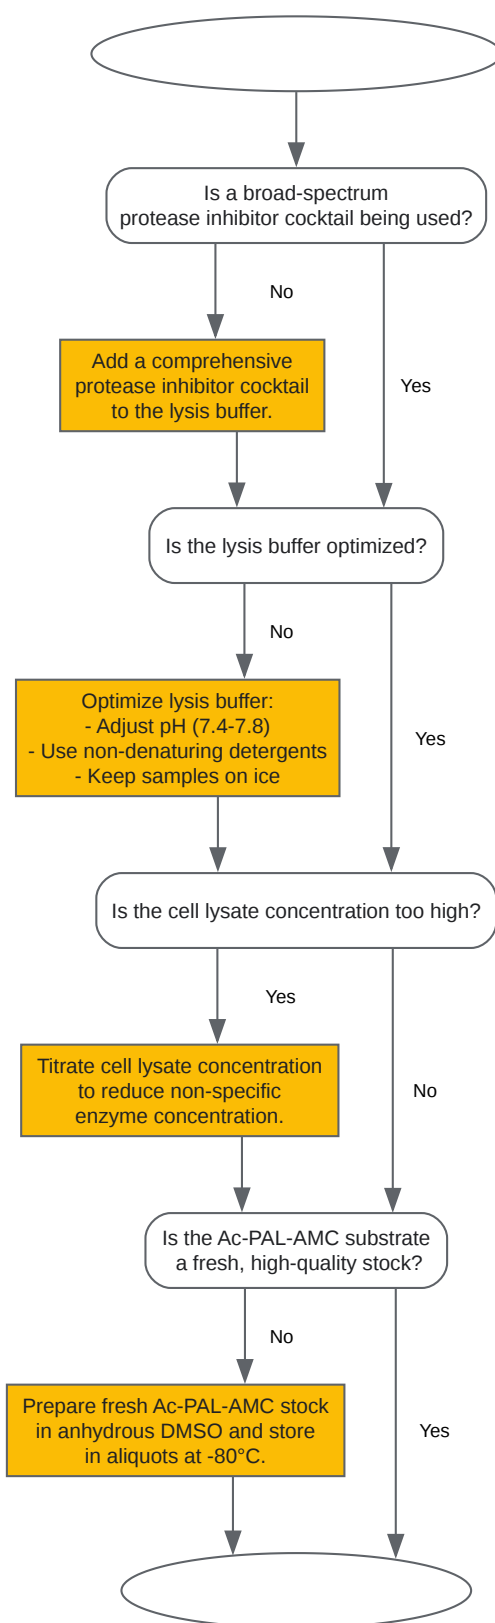 Is a broad-spectrum
protease inhibitor cocktail being used?
No
Add a comprehensive
protease inhibitor cocktail
to the lysis buffer.
Yes
Is the lysis buffer optimized?
No
Optimize lysis buffer:
- Adjust pH (7.4-7.8)
- Use non-denaturing detergents
- Keep samples on ice
Yes
Is the cell lysate concentration too high?
Yes
Titrate cell lysate concentration
to reduce non-specific
enzyme concentration.
No
Is the Ac-PAL-AMC substrate
a fresh, high-quality stock?
No
Prepare fresh Ac-PAL-AMC stock
in anhydrous DMSO and store
in aliquots at -80°C.
Yes